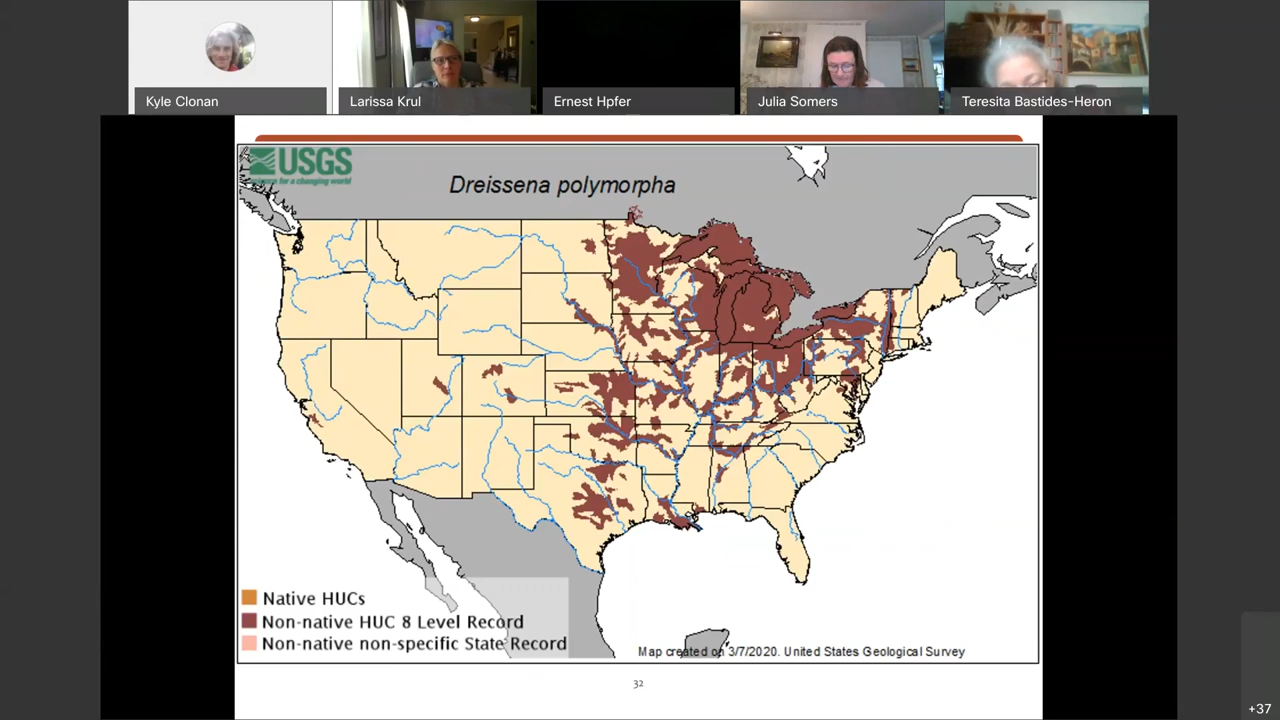 Kyle Clonan
Larissa Krul
Ernest Hpfer
Julia Somers
Teresita Bastides-Heron
USGS
science for a changing world
Dreissena polymorpha
Native HUCs
Non-native HUC 8 Level Record
Non-native non-specific State Record
Map created on 3/7/2020. United States Geological Survey
32
+37